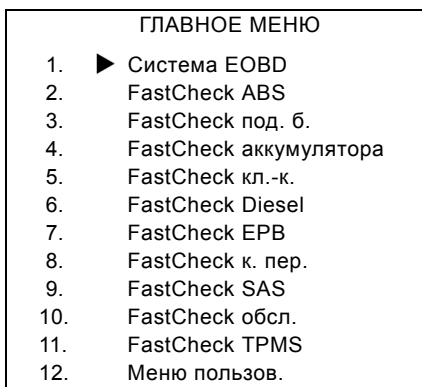 ГЛАВНОЕ МЕНЮ
1. ▶ Система EOBD
2. FastCheck ABS
3. FastCheck под. б.
4. FastCheck аккумулятора
5. FastCheck кл.-к.
6. FastCheck Diesel
7. FastCheck EPB
8. FastCheck к. пер.
9. FastCheck SAS
10. FastCheck обсл.
11. FastCheck TPMS
12. Меню пользов.